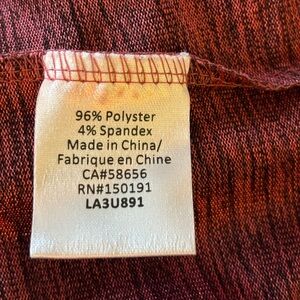 96% Polyster
4% Spandex
Made in China/
Fabrique en Chine
CA#58656
RN#150191
LA3U891